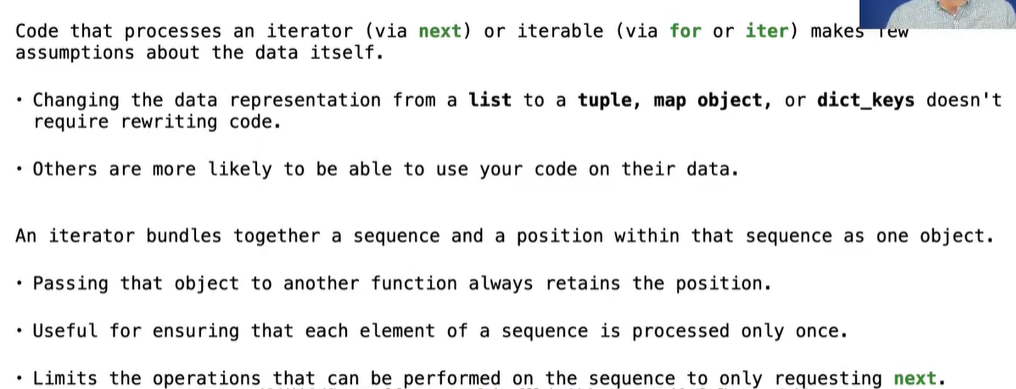 Code that processes an iterator (via next) or iterable (via for or iter) makes few
assumptions about the data itself.
• Changing the data representation from a list to a tuple, map object, or dict_keys doesn't
require rewriting code.
• Others are more likely to be able to use your code on their data.
An iterator bundles together a sequence and a position within that sequence as one object.
• Passing that object to another function always retains the position.
• Useful for ensuring that each element of a sequence is processed only once.
• Limits the operations that can be performed on the sequence to only requesting next.